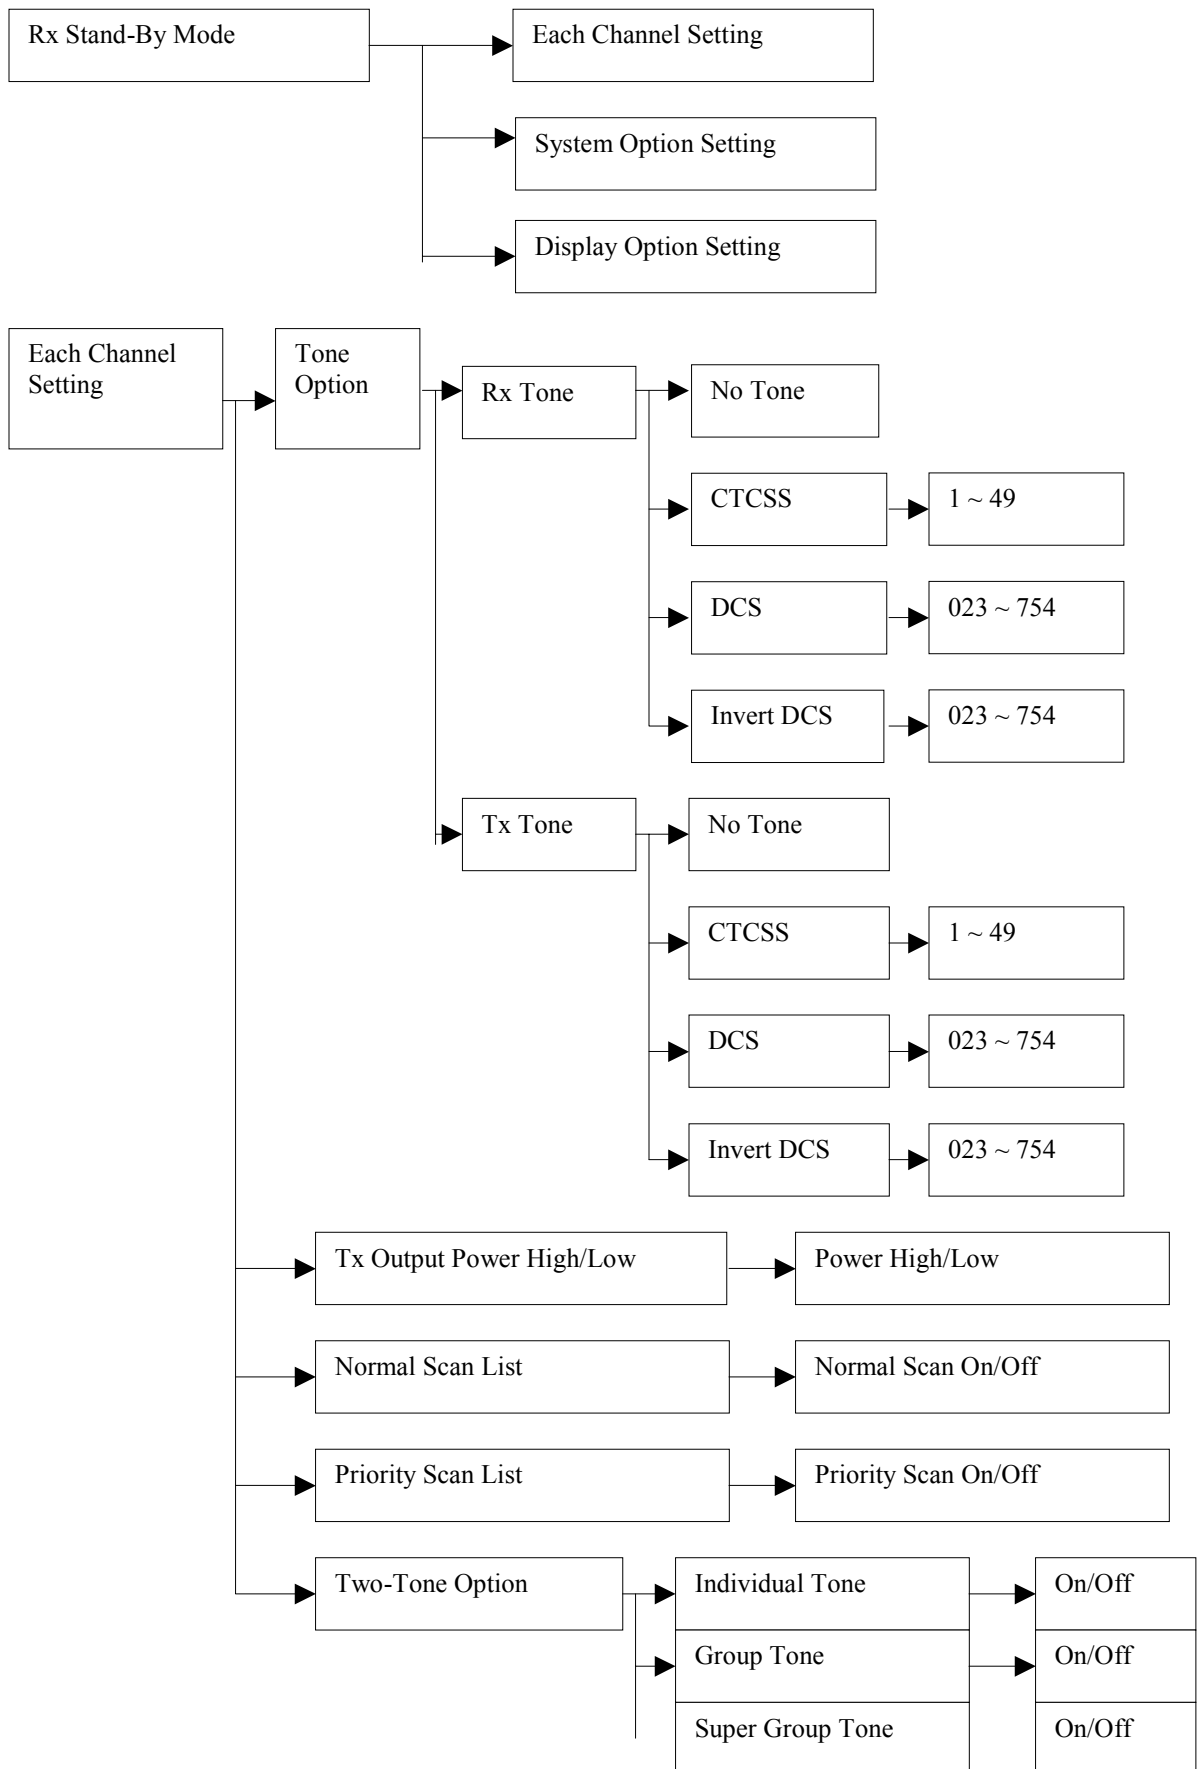 Rx Stand-By Mode
Each Channel Setting
System Option Setting
Display Option Setting
Each Channel
Setting
Tone
Option
Rx Tone
No Tone
CTCSS
1 ~ 49
DCS
023 ~ 754
Invert DCS
023 ~ 754
Tx Tone
No Tone
CTCSS
1 ~ 49
DCS
023 ~ 754
Invert DCS
023 ~ 754
Tx Output Power High/Low
Power High/Low
Normal Scan List
Normal Scan On/Off
Priority Scan List
Priority Scan On/Off
Two-Tone Option
Individual Tone
On/Off
Group Tone
On/Off
Super Group Tone
On/Off